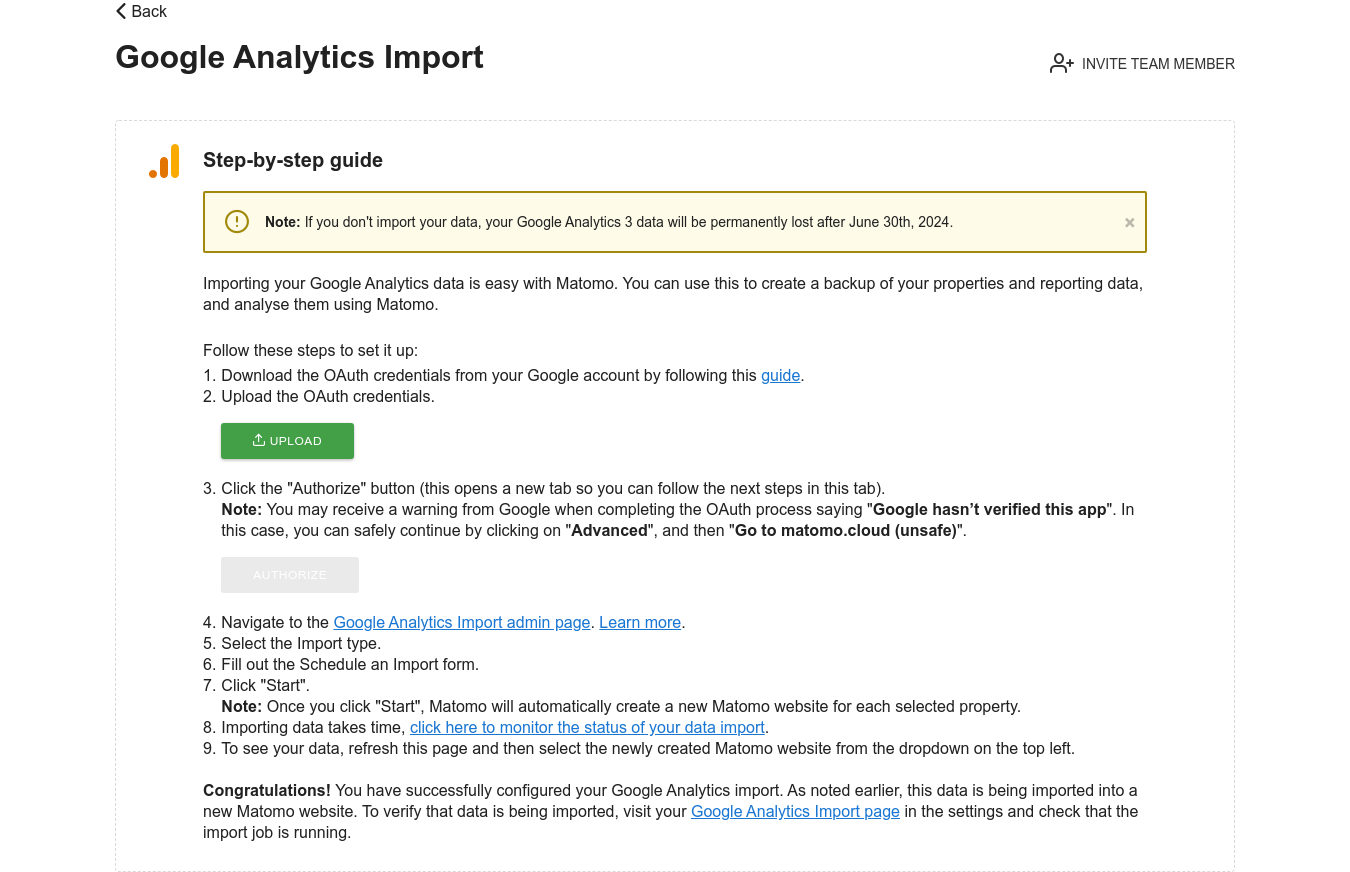 Back
Google Analytics Import
INVITE TEAM MEMBER
Step-by-step guide
Note: If you don't import your data, your Google Analytics 3 data will be permanently lost after June 30th, 2024.
×
Importing your Google Analytics data is easy with Matomo. You can use this to create a backup of your properties and reporting data,
and analyse them using Matomo.
Follow these steps to set it up:
1. Download the OAuth credentials from your Google account by following this guide.
2. Upload the OAuth credentials.
UPLOAD
3. Click the "Authorize" button (this opens a new tab so you can follow the next steps in this tab).
Note: You may receive a warning from Google when completing the OAuth process saying "Google hasn’t verified this app". In
this case, you can safely continue by clicking on "Advanced", and then "Go to matomo.cloud (unsafe)".
AUTHORIZE
4. Navigate to the Google Analytics Import admin page. Learn more.
5. Select the Import type.
6. Fill out the Schedule an Import form.
7. Click "Start".
Note: Once you click "Start", Matomo will automatically create a new Matomo website for each selected property.
8. Importing data takes time, click here to monitor the status of your data import.
9. To see your data, refresh this page and then select the newly created Matomo website from the dropdown on the top left.
Congratulations! You have successfully configured your Google Analytics import. As noted earlier, this data is being imported into a
new Matomo website. To verify that data is being imported, visit your Google Analytics Import page in the settings and check that the
import job is running.